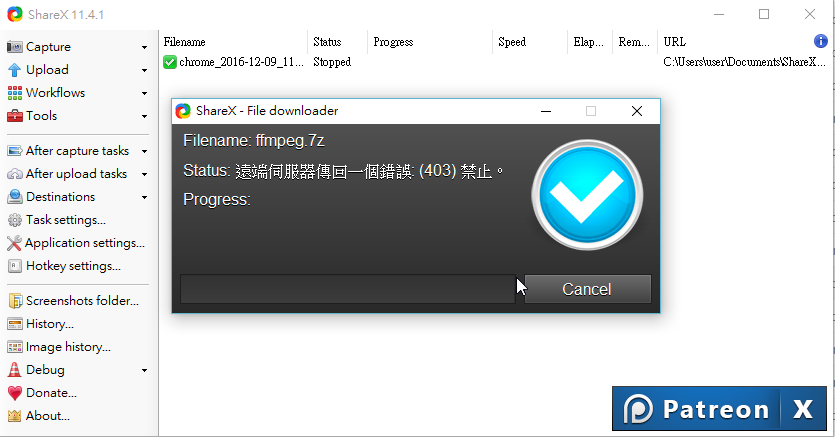 ShareX 11.4.1
Capture
Upload
Workflows
Tools
After capture tasks
After upload tasks
Destinations
Task settings...
Application settings...
Hotkey settings...
Screenshots folder...
History...
Image history...
Debug
Donate...
About...
Filename Status Progress Speed Elap... Rem... URL
chrome_2016-12-09_11... Stopped C:\Users\user\Documents\ShareX...
ShareX - File downloader
Filename: ffmpeg.7z
Status: 遠端伺服器傳回一個錯誤: (403) 禁止。
Progress:
Cancel
Patreon X